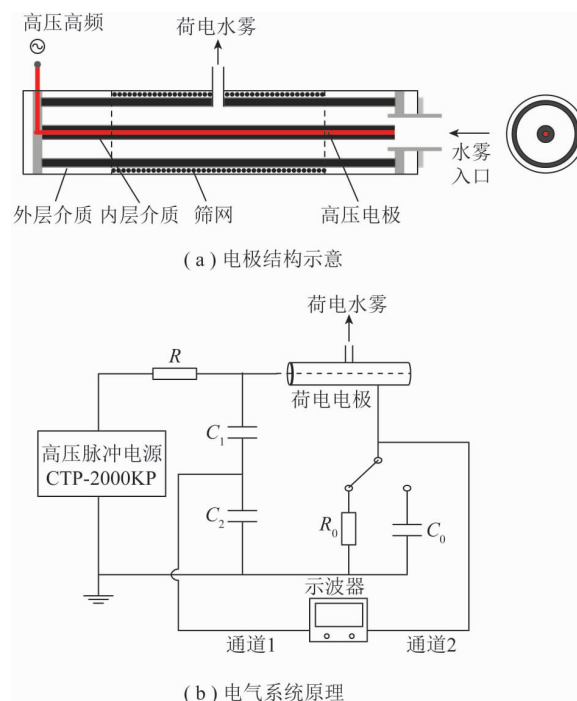 高压高频
荷电水雾
水雾
入口
外层介质 内层介质 筛网 高压电极
(a)电极结构示意
荷电水雾
R
荷电电极
高压脉冲电源
CTP-2000KP
C₁
C₂
R₀
C₀
示波器
通道1 通道2
(b)电气系统原理